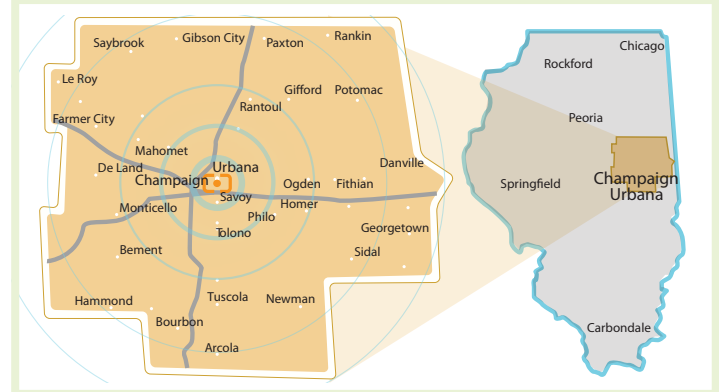 Saybrook
Gibson City
Paxton
Rankin
Le Roy
Rantoul
Gifford
Potomac
Farmer City
Mahomet
De Land
Urbana
Champaign
Danville
Ogden
Fithian
Savoy
Homer
Monticello
Philo
Tolono
Georgetown
Bement
Sidal
Hammond
Tuscola
Newman
Bourbon
Arcola
Chicago
Rockford
Peoria
Springfield
Champaign
Urbana
Carbondale